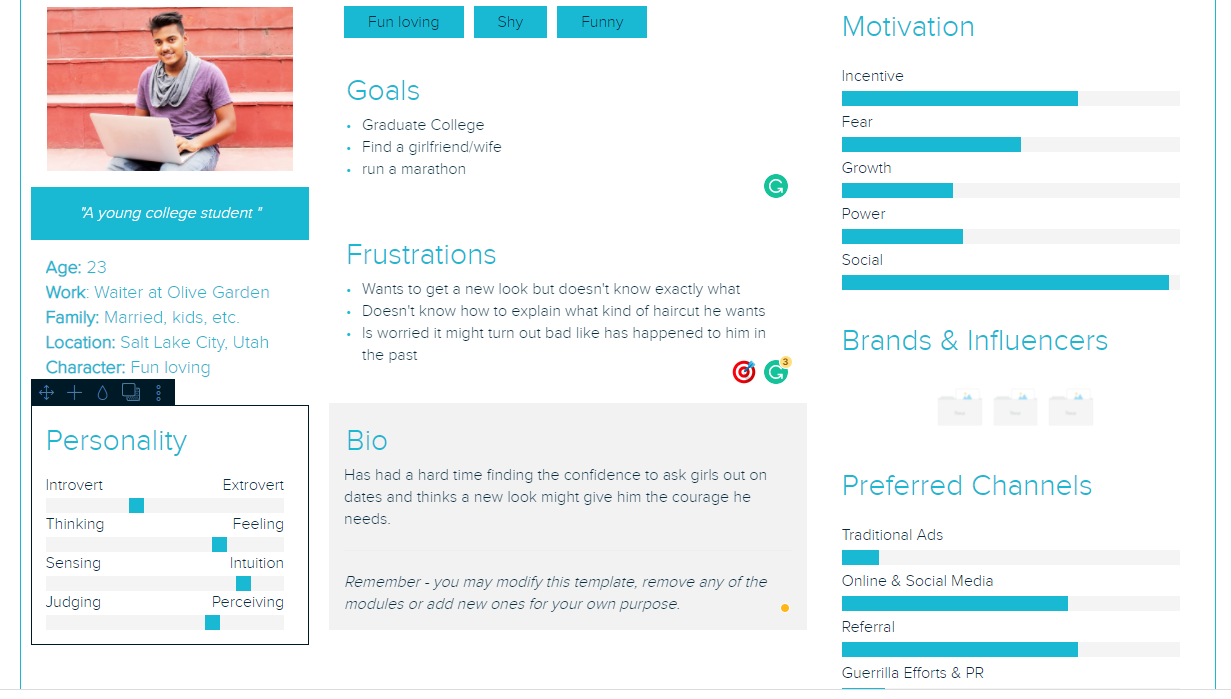 "A young college student "
Age: 23
Work: Waiter at Olive Garden
Family: Married, kids, etc.
Location: Salt Lake City, Utah
Character: Fun loving
Personality
Introvert Extrovert
Thinking Feeling
Sensing Intuition
Judging Perceiving
Fun loving Shy Funny
Goals
Graduate College
Find a girlfriend/wife
run a marathon
Frustrations
Wants to get a new look but doesn't know exactly what
Doesn't know how to explain what kind of haircut he wants
Is worried it might turn out bad like has happened to him in
the past
3
Bio
Has had a hard time finding the confidence to ask girls out on
dates and thinks a new look might give him the courage he
needs.
Remember - you may modify this template, remove any of the
modules or add new ones for your own purpose.
Motivation
Incentive
Fear
Growth
Power
Social
Brands & Influencers
Preferred Channels
Traditional Ads
Online & Social Media
Referral
Guerrilla Efforts & PR